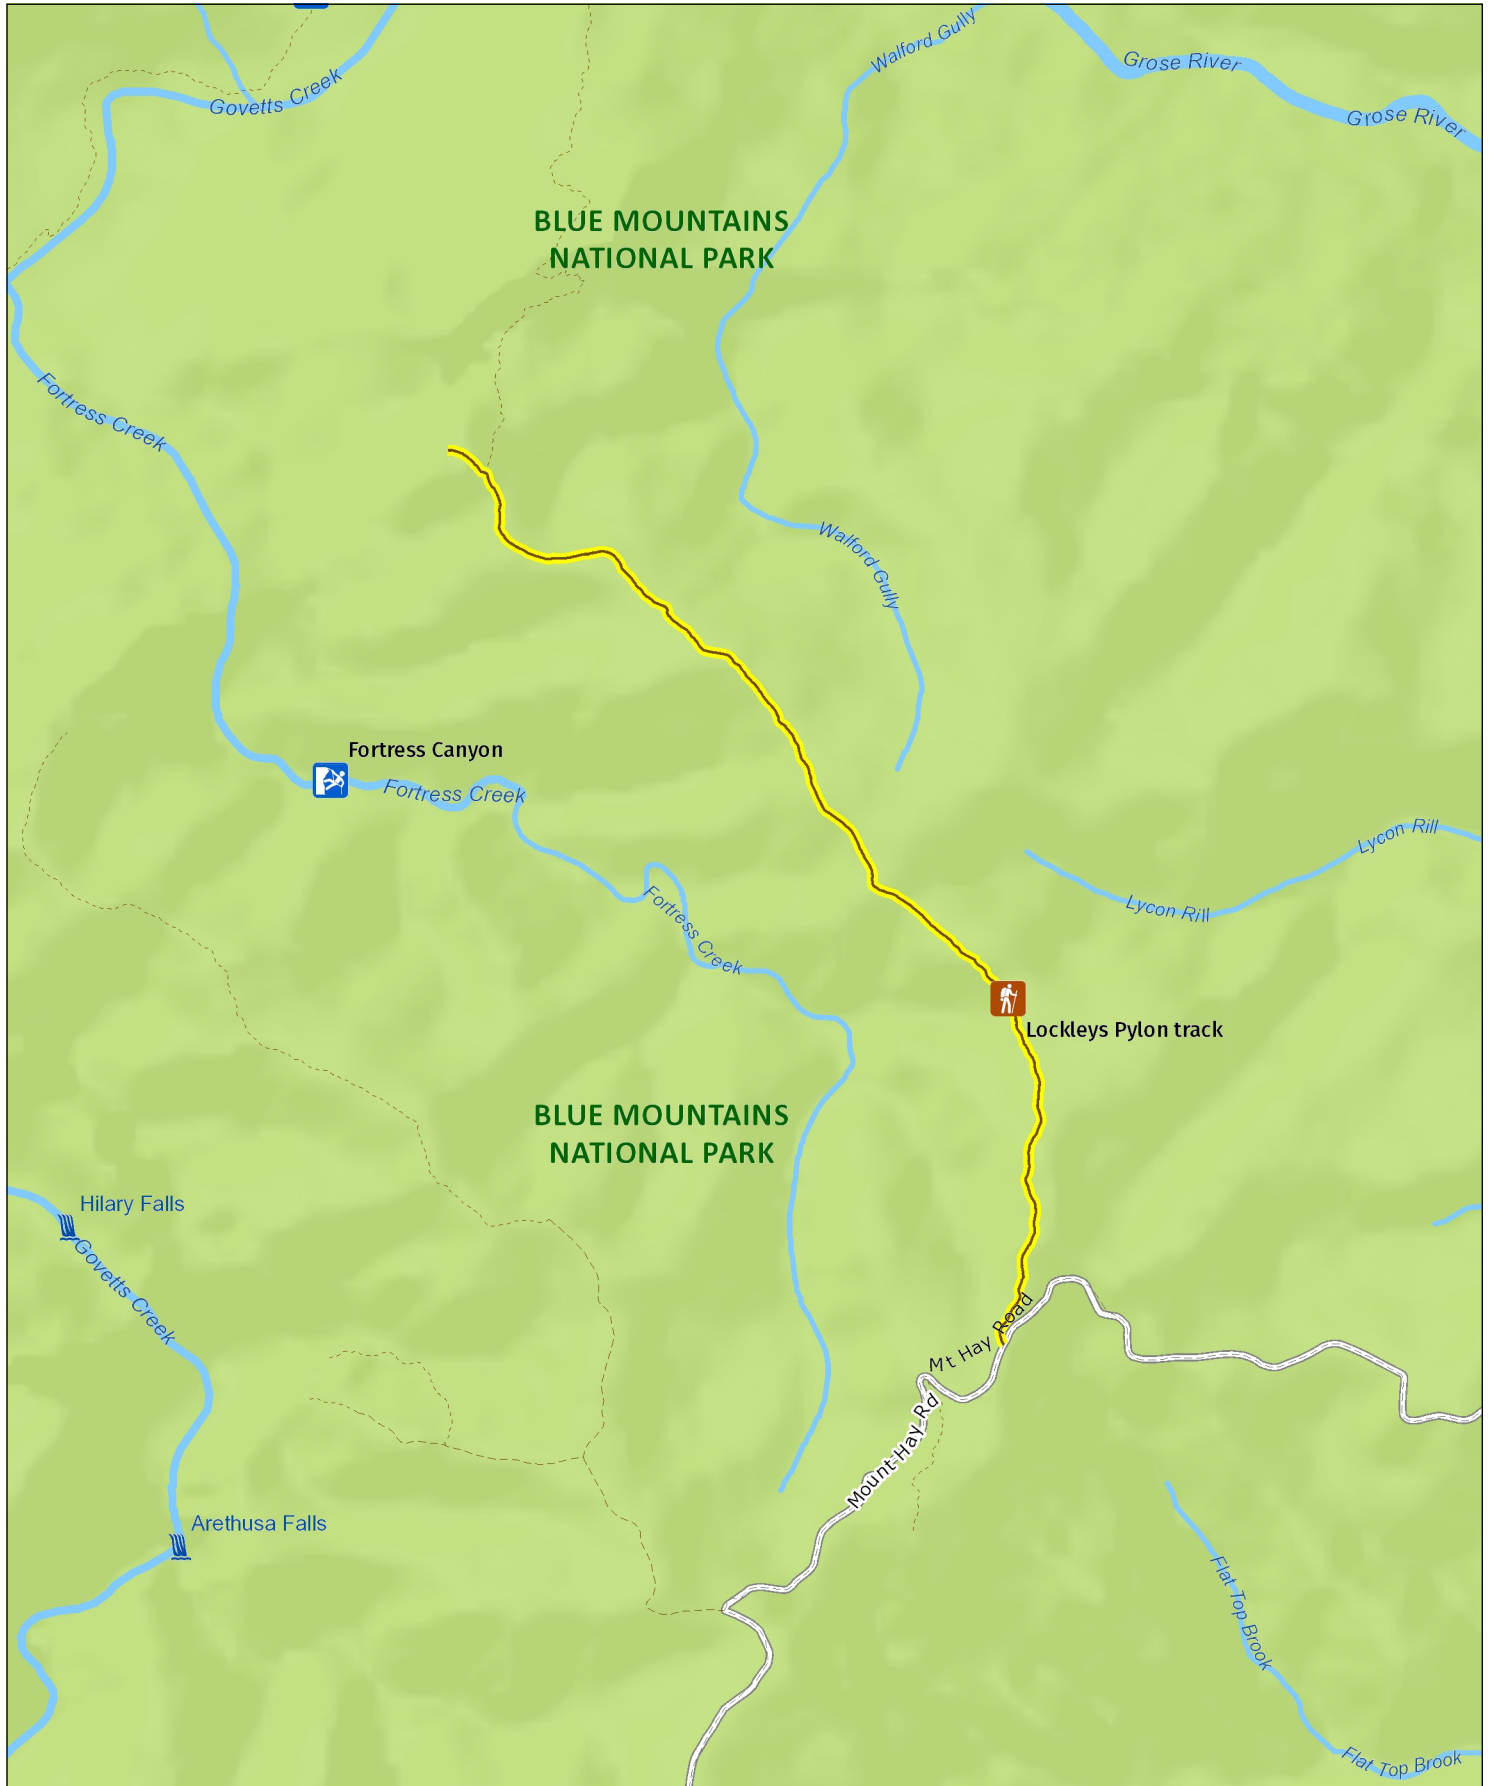 Walford Gully
Grose River
Govetts Creek
Grose River
BLUE MOUNTAINS
NATIONAL PARK
Fortress Creek
Walford Gully
Fortress Canyon
Fortress Creek
Lycon Rill
Lycon Rill
Fortress Creek
Lockleys Pylon track
BLUE MOUNTAINS
NATIONAL PARK
Hilary Falls
Govetts Creek
Mt Hay Road
Mount Hay Rd
Arethusa Falls
Flat Top Brook
Flat Top Brook